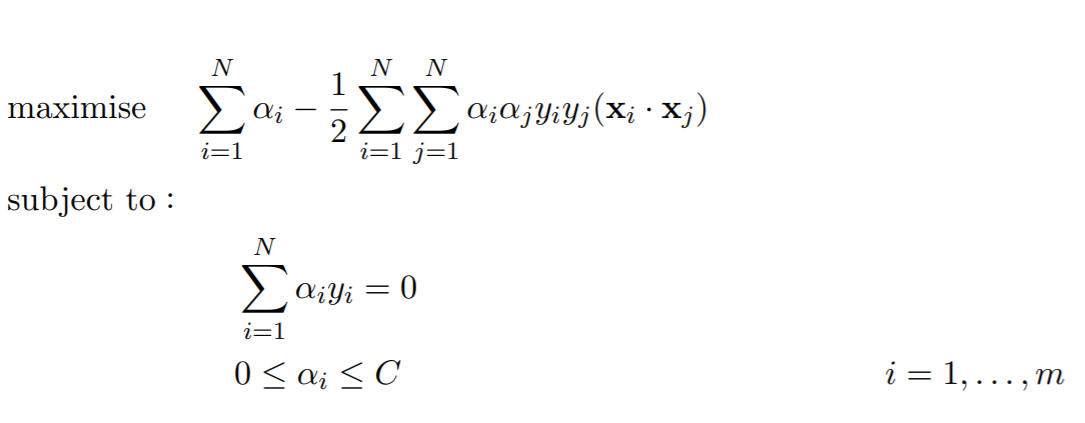 maximise $\sum_{i=1}^{N} \alpha_i - \frac{1}{2} \sum_{i=1}^{N} \sum_{j=1}^{N} \alpha_i \alpha_j y_i y_j (\mathbf{x}_i \cdot \mathbf{x}_j)$
subject to :
$\sum_{i=1}^{N} \alpha_i y_i = 0$
$0 \leq \alpha_i \leq C$ $i = 1, \ldots, m$